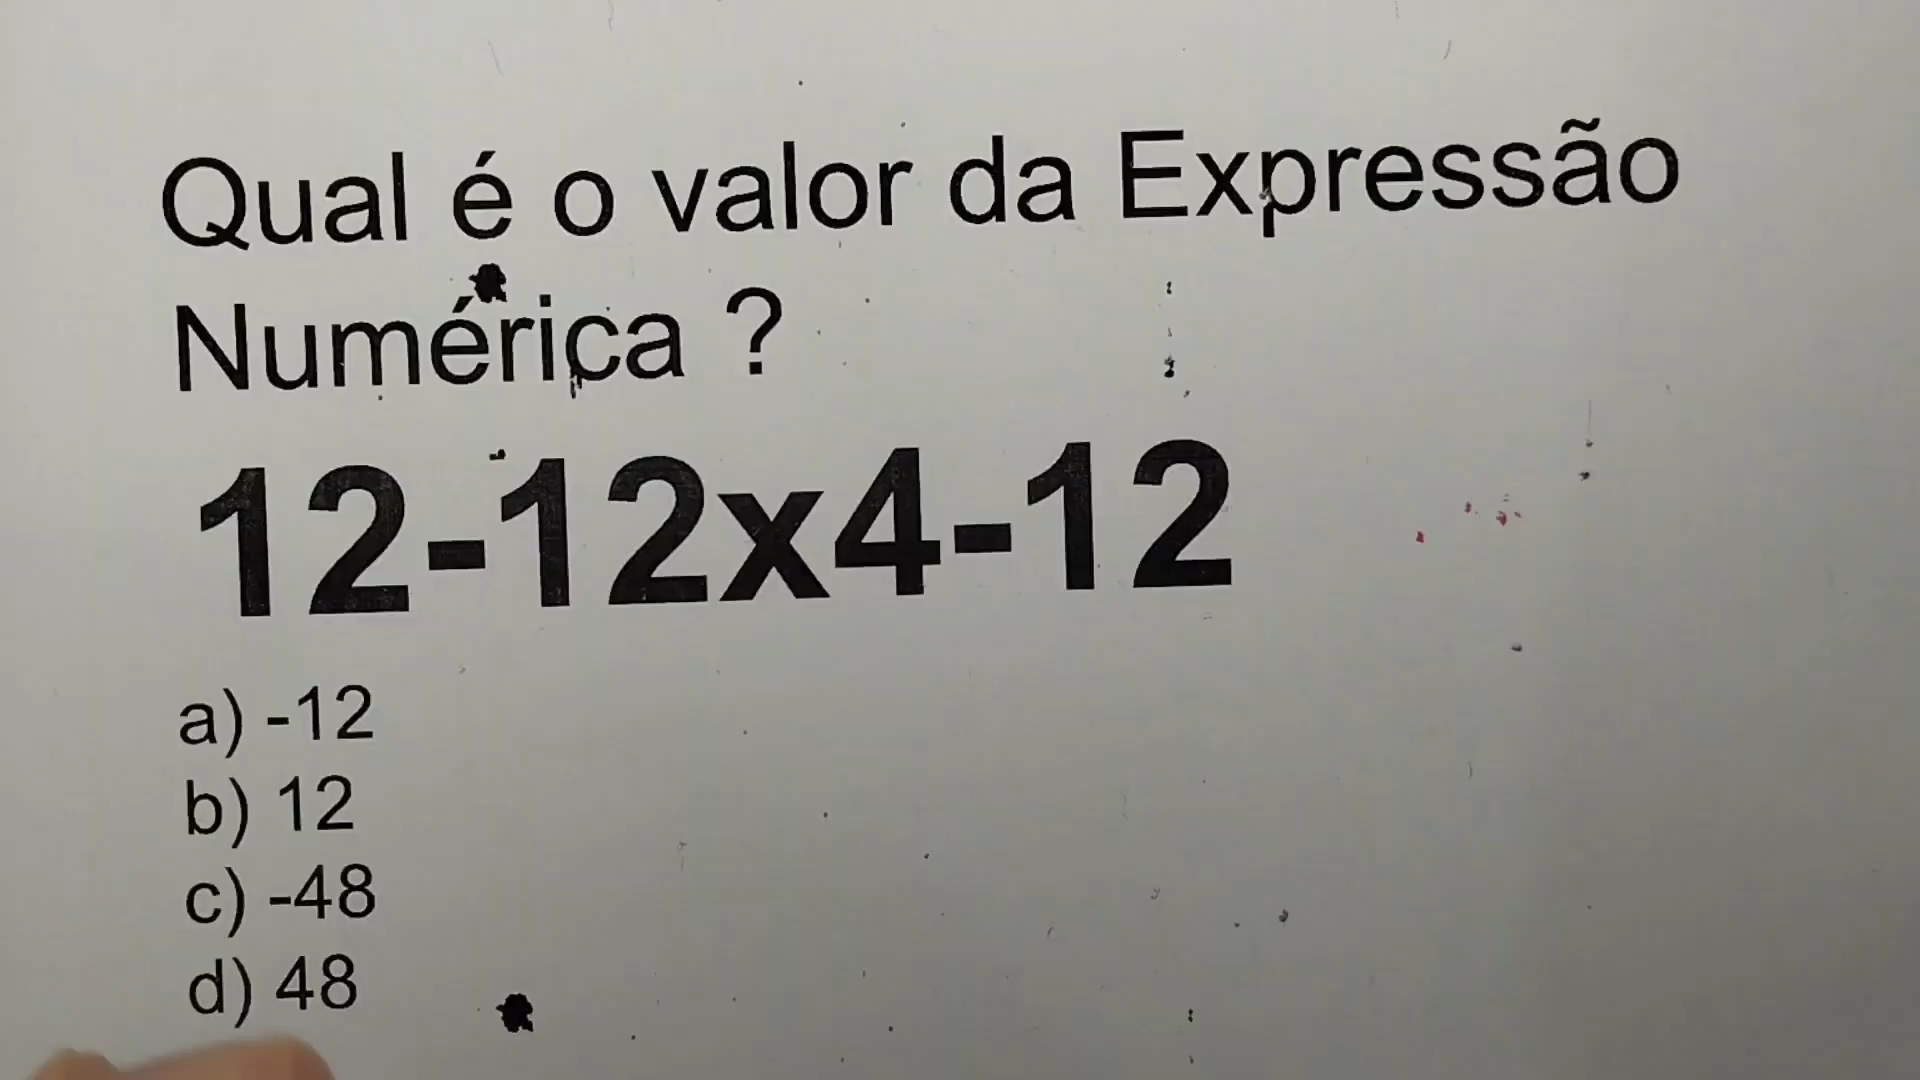 Qual é o valor da Expressão
Numérica ?
12-12x4-12
a) -12
b) 12
c) -48
d) 48